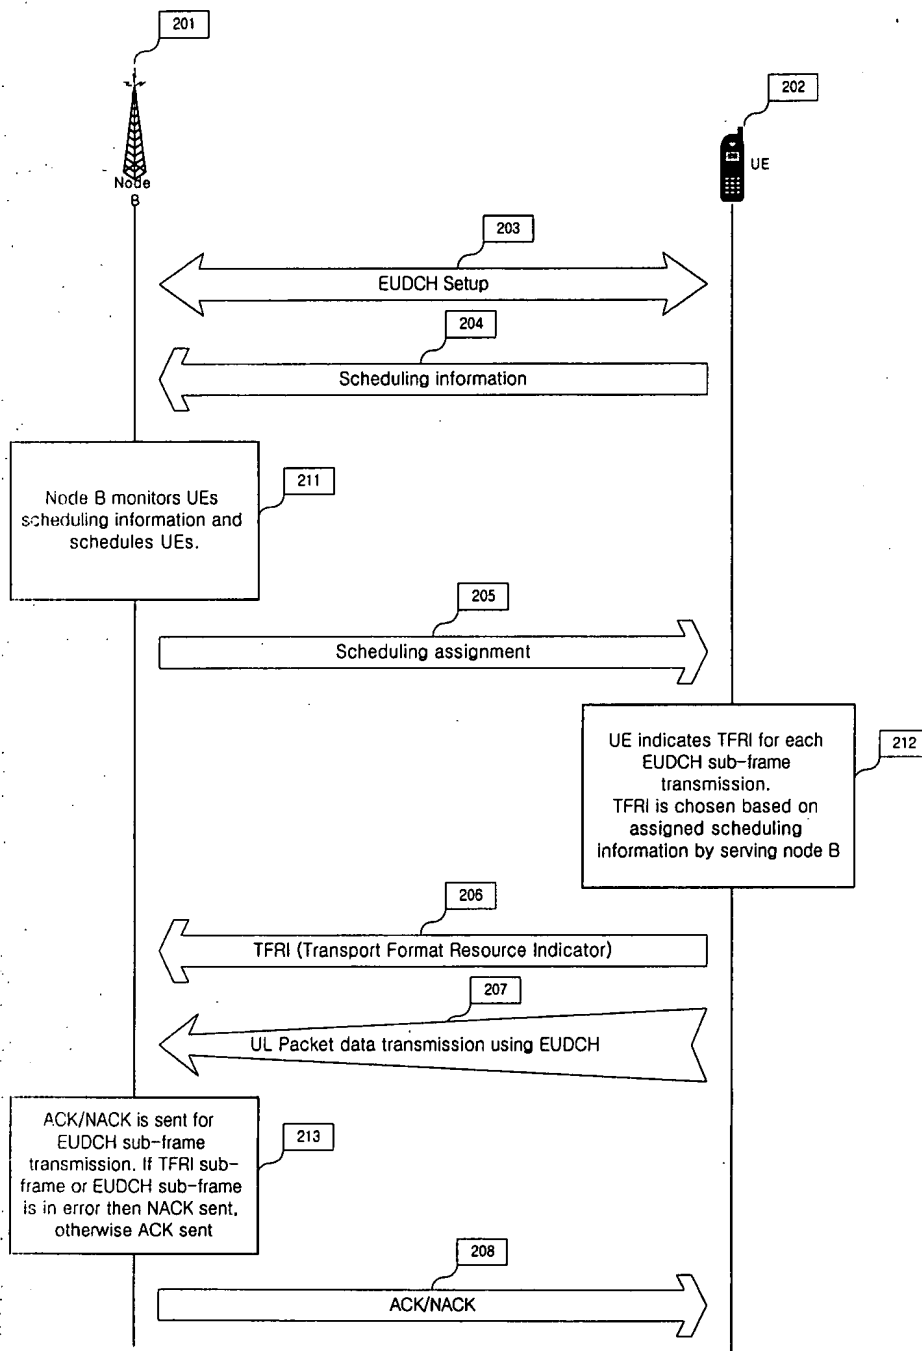 201
202
Node
B
UE
203
EUDCH Setup
204
Scheduling information
211
Node B monitors UEs
scheduling information and
schedules UEs.
205
Scheduling assignment
212
UE indicates TFRI for each
EUDCH sub-frame
transmission.
TFRI is chosen based on
assigned scheduling
information by serving node B
206
TFRI (Transport Format Resource Indicator)
207
UL Packet data transmission using EUDCH
213
ACK/NACK is sent for
EUDCH sub-frame
transmission. If TFRI sub-
frame or EUDCH sub-frame
is in error then NACK sent,
otherwise ACK sent
208
ACK/NACK